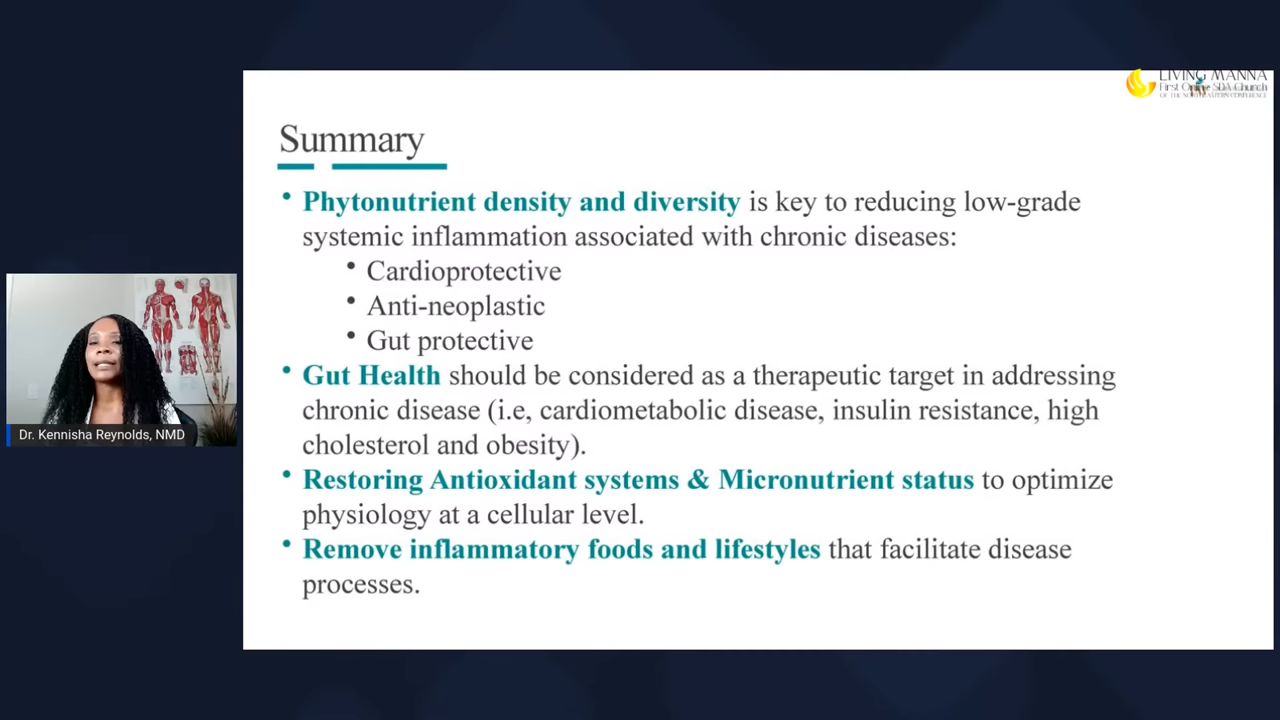 LIVING MANNA
First Online SDA Church
OF THE NORTHEASTERN CONFERENCE
Summary
• Phytonutrient density and diversity is key to reducing low-grade
systemic inflammation associated with chronic diseases:
• Cardioprotective
• Anti-neoplastic
• Gut protective
• Gut Health should be considered as a therapeutic target in addressing
chronic disease (i.e, cardiometabolic disease, insulin resistance, high
cholesterol and obesity).
• Restoring Antioxidant systems & Micronutrient status to optimize
physiology at a cellular level.
• Remove inflammatory foods and lifestyles that facilitate disease
processes.
Dr. Kennisha Reynolds, NMD